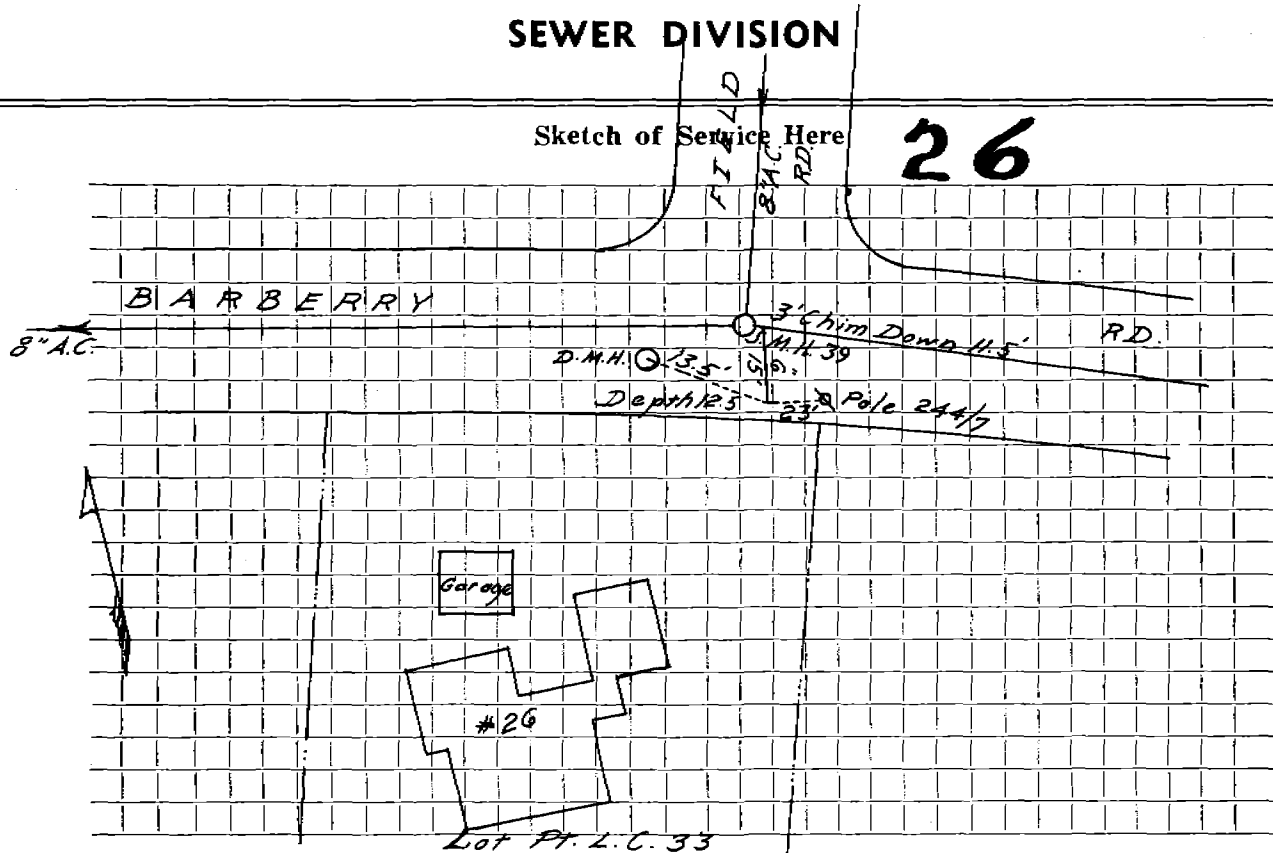 SEWER DIVISION
Sketch of Service Here
26
FIELD
8"A.C.
RD.
BARBERRY
8" A.C.
3' Chim Down 11.5'
RD.
S.M.H. 39
D.M.H.
13.5'
Depth 12.5
23'
Pole 244/7
Garage
#26
Lot Pt. L.C. 33